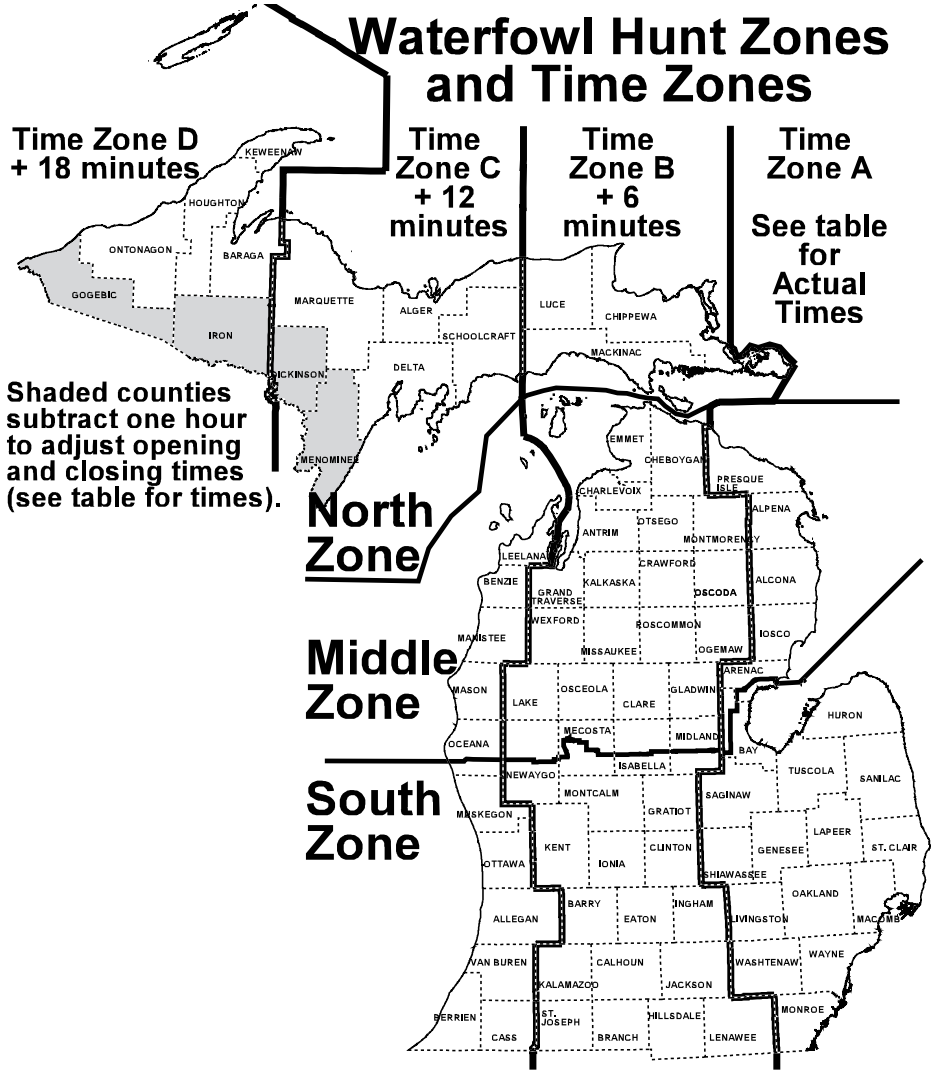 Waterfowl Hunt Zones
and Time Zones
Time Zone D
+ 18 minutes
Time
Zone C
+ 12
minutes
Time
Zone B
+ 6
minutes
Time
Zone A
See table
for
Actual
Times
KEWEENAW
HOUGHTON
ONTONAGON
BARAGA
GOGEBIC
IRON
MARQUETTE
DICKINSON
MENOMINEE
ALGER
DELTA
SCHOOLCRAFT
LUCE
CHIPPEWA
MACKINAC
Shaded counties
subtract one hour
to adjust opening
and closing times
(see table for times).
North
Zone
EMMET
CHEBOYGAN
PRESQUE
ISLE
CHARLEVOIX
ANTRIM
OTSEGO
MONTMORENCY
ALPENA
LEELANA
BENZIE
GRAND
TRAVERSE
KALKASKA
CRAWFORD
OSCODA
ALCONA
MANISTEE
WEXFORD
MISSAUKEE
ROSCOMMON
OGEMAW
IOSCO
ARENAC
Middle
Zone
MASON
LAKE
OSCEOLA
CLARE
GLADWIN
OCEANA
MECOSTA
MIDLAND
BAY
HURON
NEWAYGO
ISABELLA
South
Zone
MUSKEGON
MONTCALM
GRATIOT
SAGINAW
TUSCOLA
SANILAC
OTTAWA
KENT
IONIA
CLINTON
SHIAWASSEE
GENESEE
LAPEER
ST. CLAIR
ALLEGAN
BARRY
EATON
INGHAM
LIVINGSTON
OAKLAND
MACOMB
VAN BUREN
KALAMAZOO
CALHOUN
JACKSON
WASHTENAW
WAYNE
BERRIEN
CASS
ST.
JOSEPH
BRANCH
HILLSDALE
LENAWEE
MONROE